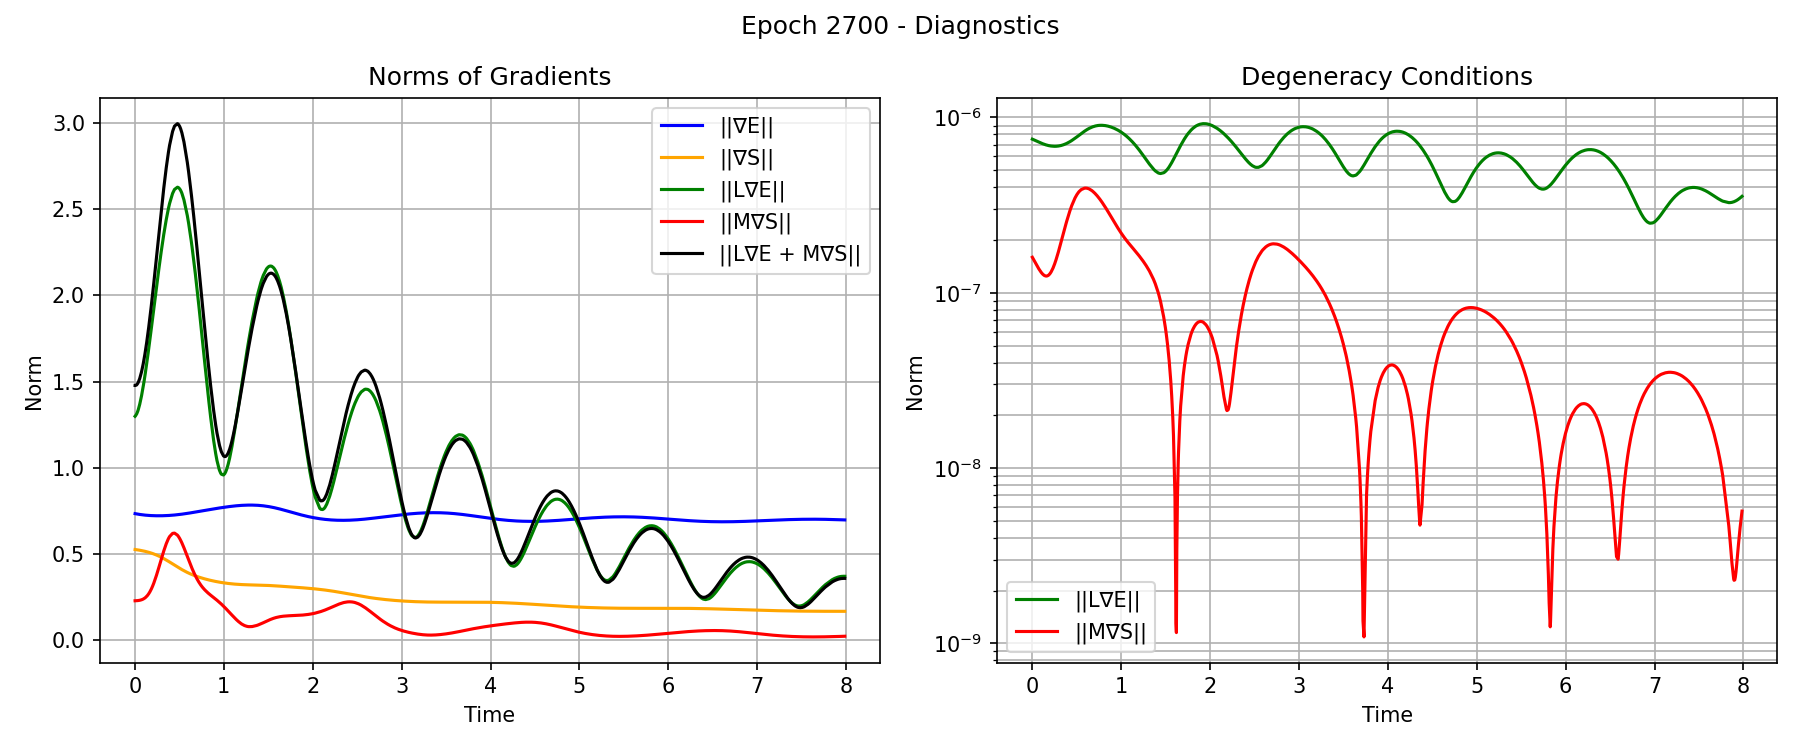 Epoch 2700 - Diagnostics
Norms of Gradients
3.0
2.5
2.0
1.5
1.0
0.5
0.0
Norm
0 1 2 3 4 5 6 7 8
Time
||∇E||
||∇S||
||L∇E||
||M∇S||
||L∇E + M∇S||
Degeneracy Conditions
10⁻⁶
10⁻⁷
10⁻⁸
10⁻⁹
Norm
0 1 2 3 4 5 6 7 8
Time
||L∇E||
||M∇S||